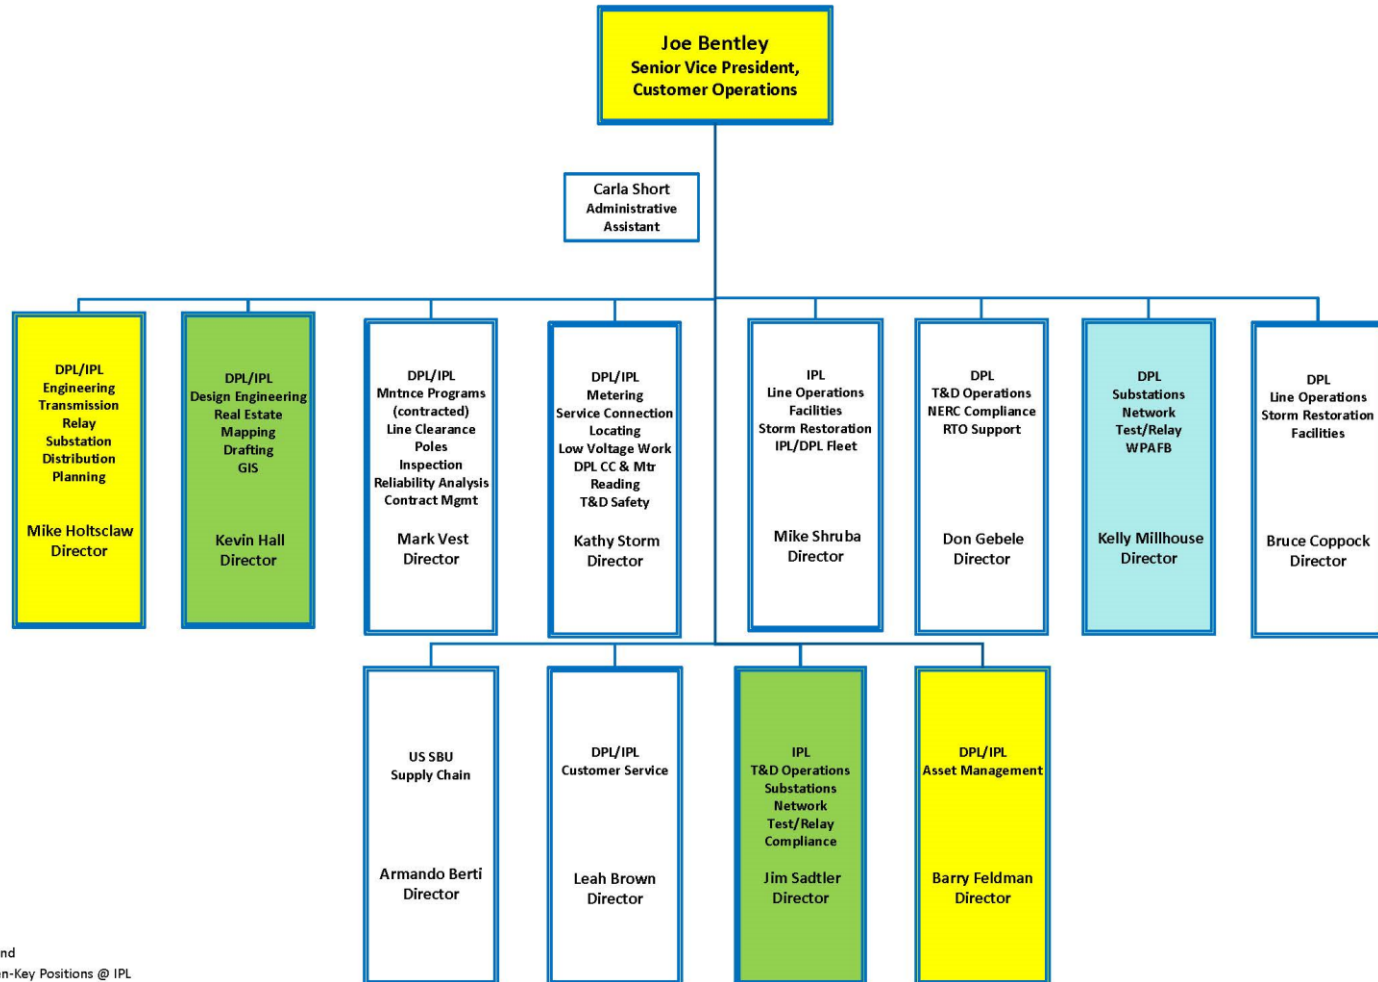 Joe Bentley
Senior Vice President,
Customer Operations
Carla Short
Administrative
Assistant
DPL/IPL
Engineering
Transmission
Relay
Substation
Distribution
Planning
Mike Holtsclaw
Director
DPL/IPL
Design Engineering
Real Estate
Mapping
Drafting
GIS
Kevin Hall
Director
DPL/IPL
Mntnce Programs
(contracted)
Line Clearance
Poles
Inspection
Reliability Analysis
Contract Mgmt
Mark Vest
Director
DPL/IPL
Metering
Service Connection
Locating
Low Voltage Work
DPL CC & Mtr
Reading
T&D Safety
Kathy Storm
Director
IPL
Line Operations
Facilities
Storm Restoration
IPL/DPL Fleet
Mike Shruba
Director
DPL
T&D Operations
NERC Compliance
RTO Support
Don Gebele
Director
DPL
Substations
Network
Test/Relay
WPAFB
Kelly Millhouse
Director
DPL
Line Operations
Storm Restoration
Facilities
Bruce Coppock
Director
US SBU
Supply Chain
Armando Berti
Director
DPL/IPL
Customer Service
Leah Brown
Director
IPL
T&D Operations
Substations
Network
Test/Relay
Compliance
Jim Sadtler
Director
DPL/IPL
Asset Management
Barry Feldman
Director
nd
en-Key Positions @ IPL